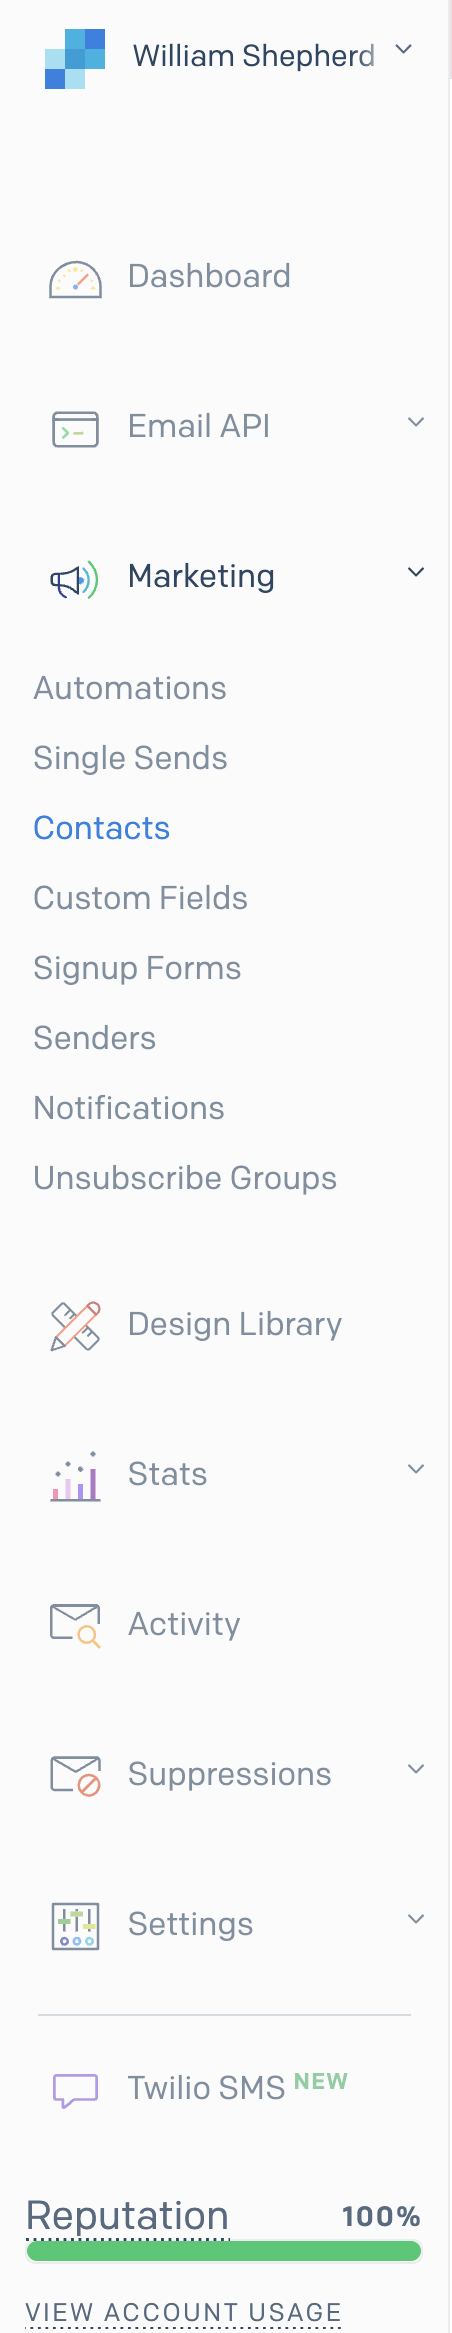 William Shepherd
Dashboard
Email API
Marketing
Automations
Single Sends
Contacts
Custom Fields
Signup Forms
Senders
Notifications
Unsubscribe Groups
Design Library
Stats
Activity
Suppressions
Settings
Twilio SMS NEW
Reputation 100%
VIEW ACCOUNT USAGE